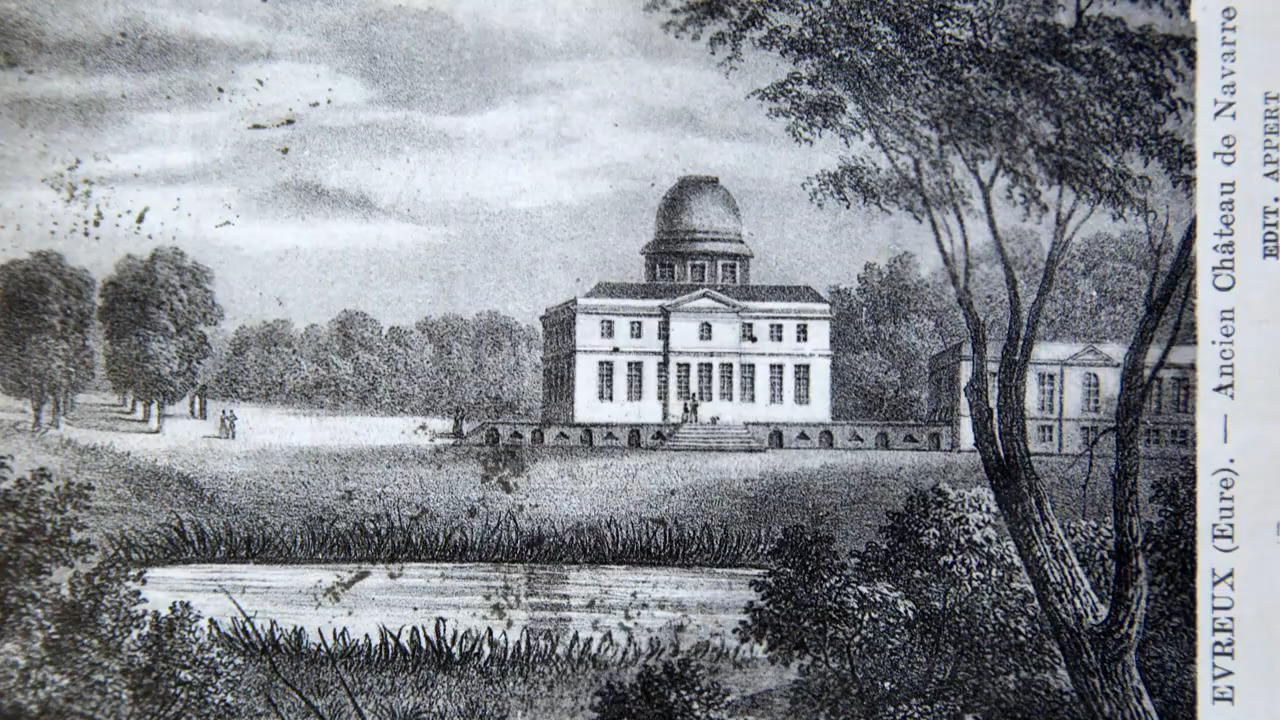 EVREUX (Eure). — Ancien Château de Navarre
EDIT. APPERT